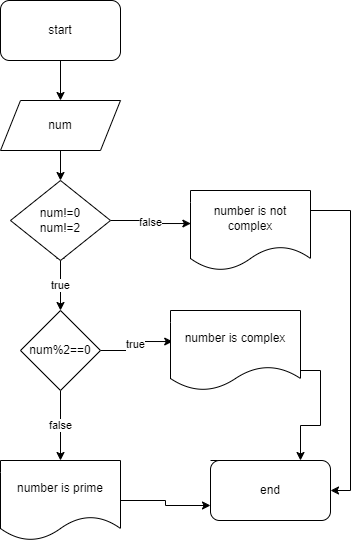 start
num
num!=0
num!=2
false
number is not
complex
true
num%2==0
true
number is complex
false
number is prime
end